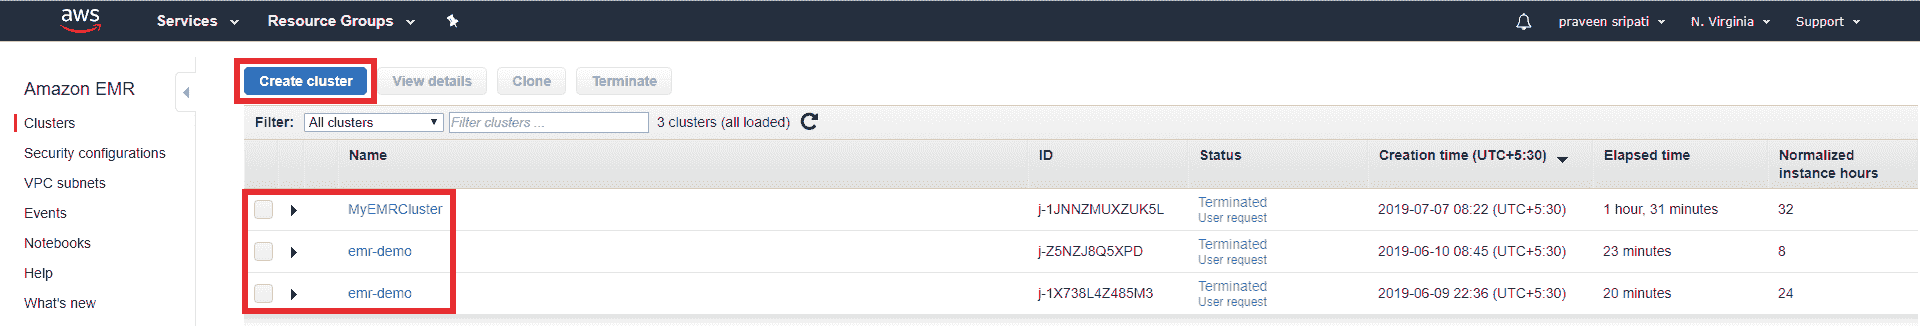 aws Services Resource Groups praveen sripati N. Virginia Support
Amazon EMR
Clusters
Security configurations
VPC subnets
Events
Notebooks
Help
What's new
Create cluster View details Clone Terminate
Filter: All clusters Filter clusters ... 3 clusters (all loaded)
Name ID Status Creation time (UTC+5:30) Elapsed time Normalized
instance hours
MyEMRCluster j-1JNNZMUXZUK5L Terminated 2019-07-07 08:22 (UTC+5:30) 1 hour, 31 minutes 32
User request
emr-demo j-Z5NZJ8Q5XPD Terminated 2019-06-10 08:45 (UTC+5:30) 23 minutes 8
User request
emr-demo j-1X738L4Z485M3 Terminated 2019-06-09 22:36 (UTC+5:30) 20 minutes 24
User request